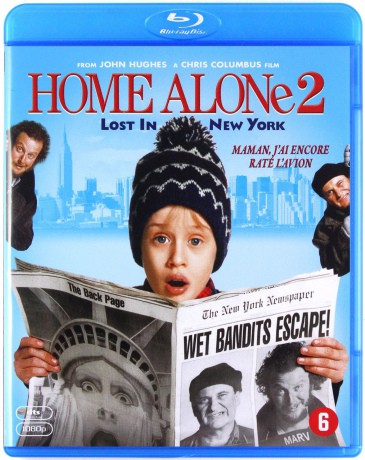 Blu-ray Disc
FROM JOHN HUGHES A CHRIS COLUMBUS FILM
HOME ALONe 2
LOST IN NEW YORK
MAMAN, J'AI ENCORE
RATÉ L'AVION
The Back Page
The New York Newspaper
WET BANDITS ESCAPE!
MARV
dts
1080p
6